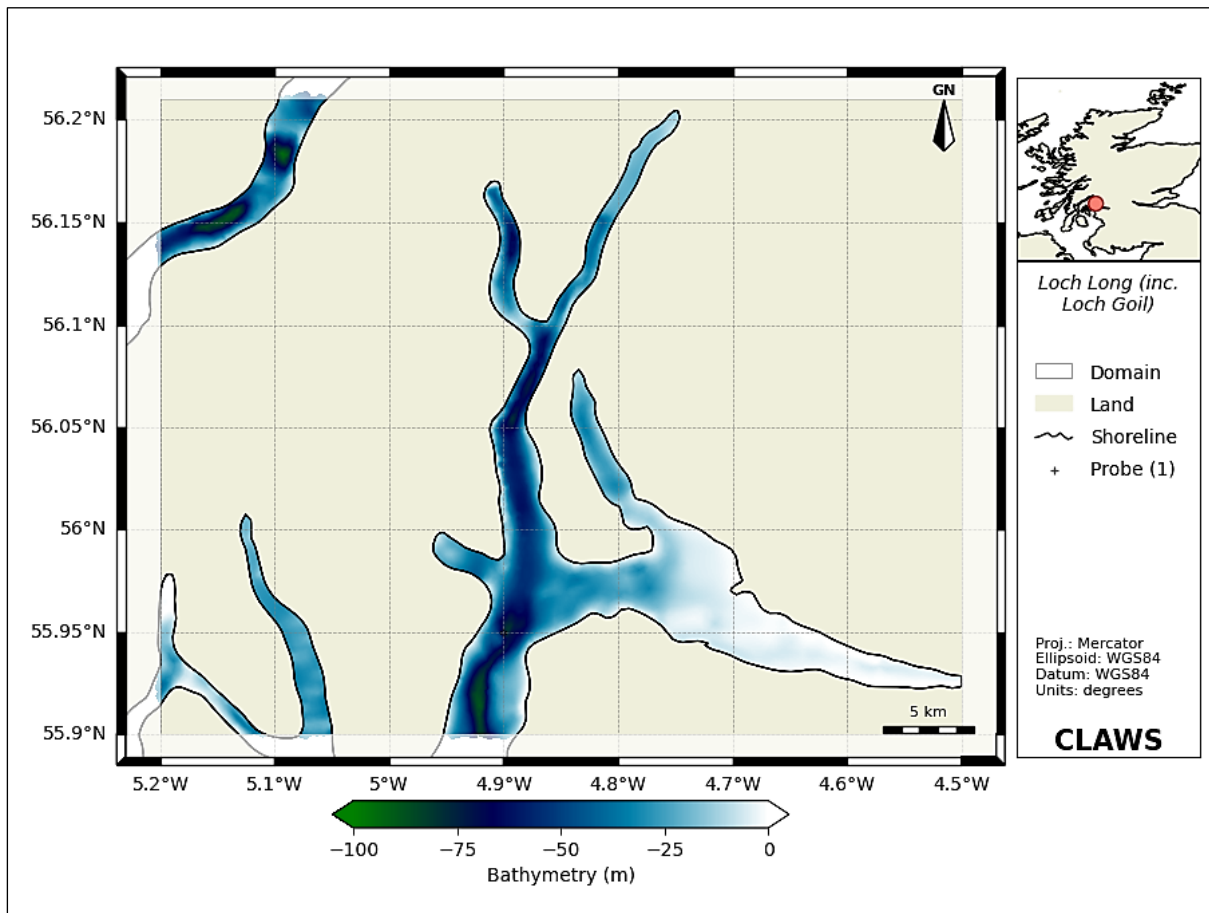 GN
56.2°N
56.15°N
56.1°N
56.05°N
56°N
55.95°N
55.9°N
5.2°W
5.1°W
5°W
4.9°W
4.8°W
4.7°W
4.6°W
4.5°W
5 km
−100
−75
−50
−25
0
Bathymetry (m)
Loch Long (inc.
Loch Goil)
Domain
Land
Shoreline
Probe (1)
Proj.: Mercator
Ellipsoid: WGS84
Datum: WGS84
Units: degrees
CLAWS